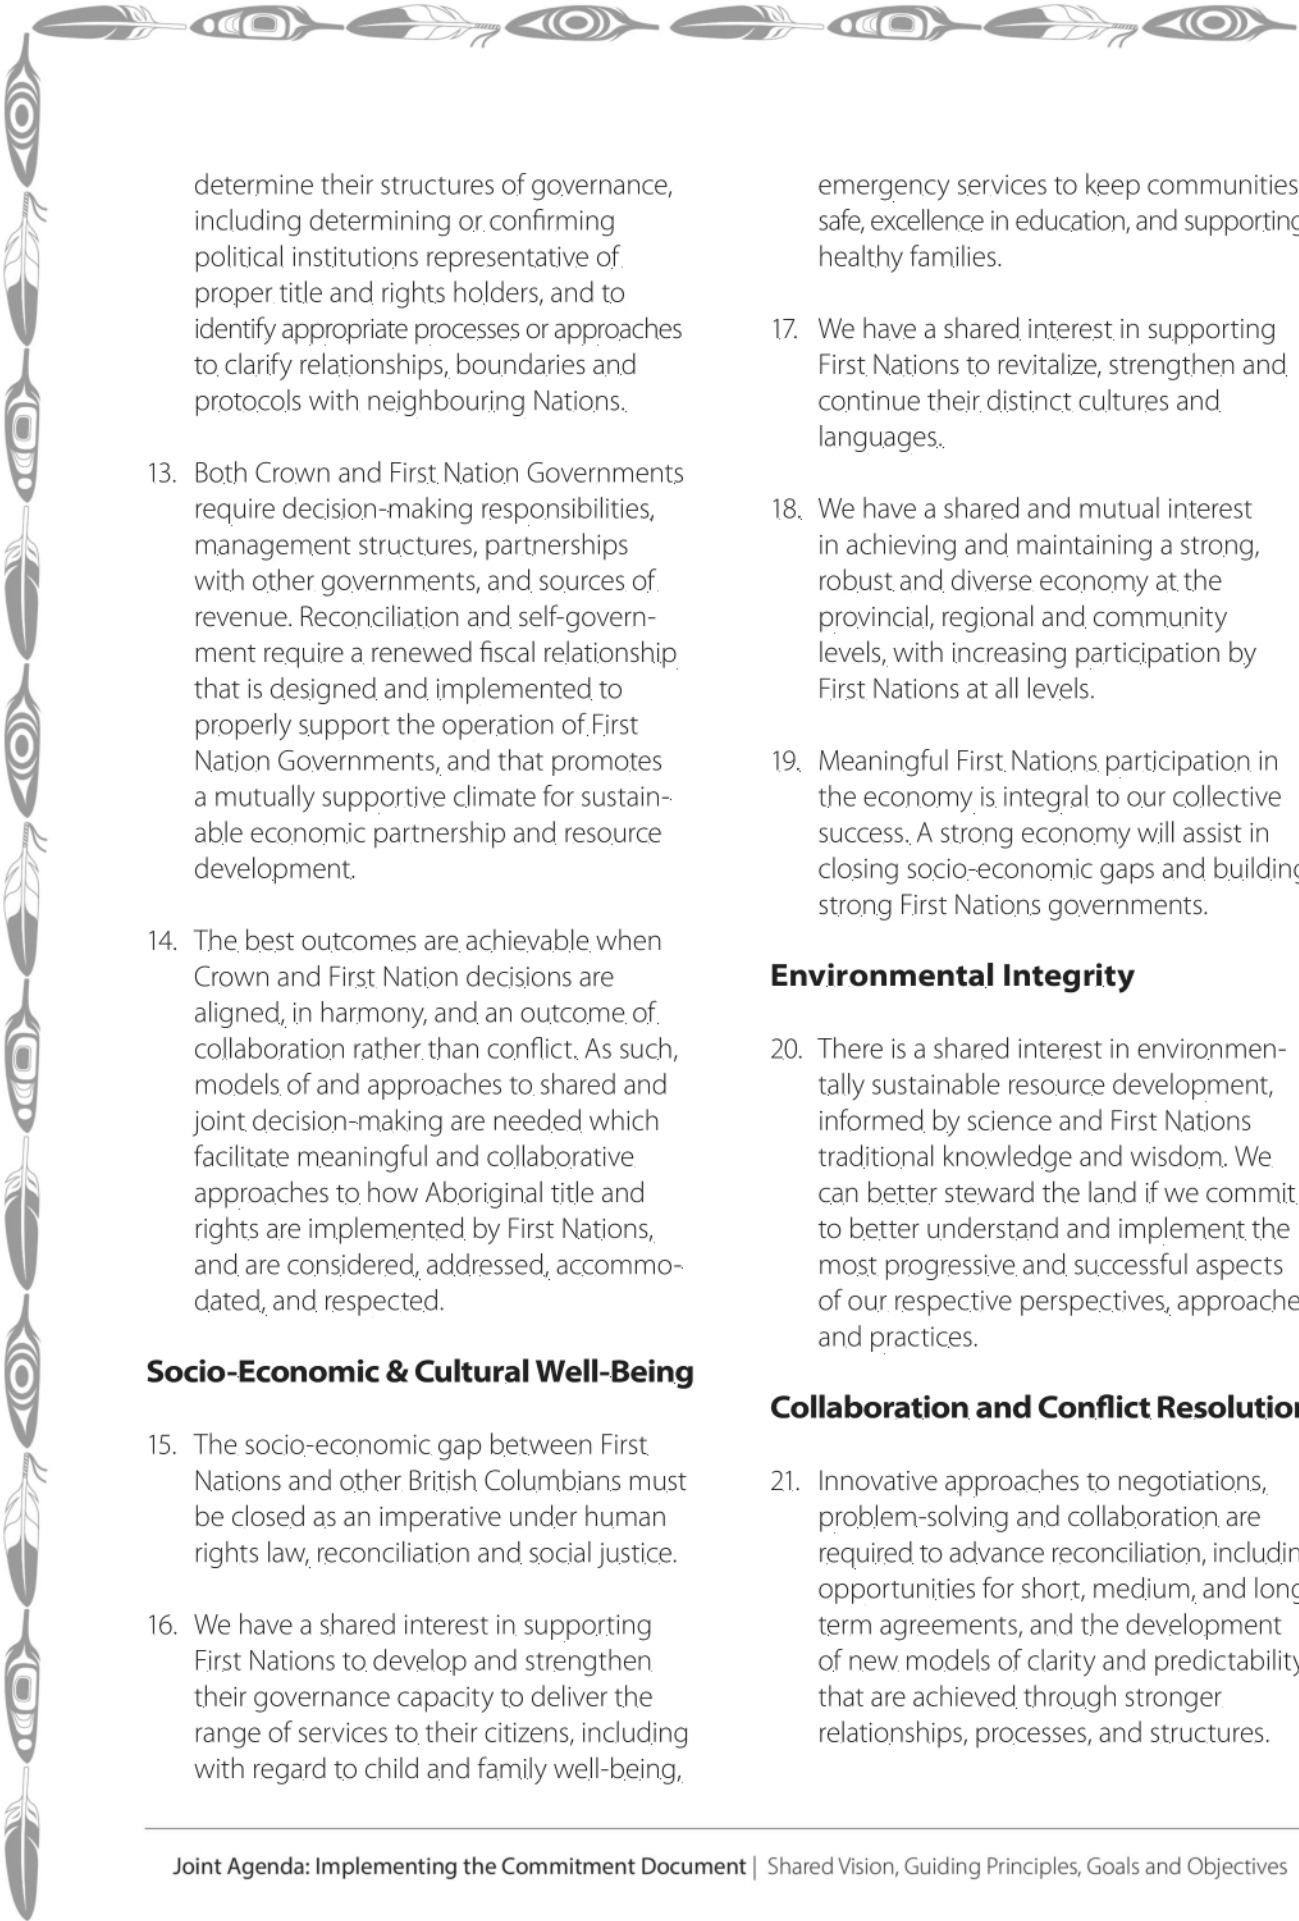 determine their structures of governance,
including determining or confirming
political institutions representative of
proper title and rights holders, and to
identify appropriate processes or approaches
to clarify relationships, boundaries and
protocols with neighbouring Nations.
13. Both Crown and First Nation Governments
require decision-making responsibilities,
management structures, partnerships
with other governments, and sources of
revenue. Reconciliation and self-govern-
ment require a renewed fiscal relationship
that is designed and implemented to
properly support the operation of First
Nation Governments, and that promotes
a mutually supportive climate for sustain-
able economic partnership and resource
development.
14. The best outcomes are achievable when
Crown and First Nation decisions are
aligned, in harmony, and an outcome of
collaboration rather than conflict. As such,
models of and approaches to shared and
joint decision-making are needed which
facilitate meaningful and collaborative
approaches to how Aboriginal title and
rights are implemented by First Nations,
and are considered, addressed, accommo-
dated, and respected.
Socio-Economic & Cultural Well-Being
15. The socio-economic gap between First
Nations and other British Columbians must
be closed as an imperative under human
rights law, reconciliation and social justice.
16. We have a shared interest in supporting
First Nations to develop and strengthen
their governance capacity to deliver the
range of services to their citizens, including
with regard to child and family well-being,
emergency services to keep communities
safe, excellence in education, and supporting
healthy families.
17. We have a shared interest in supporting
First Nations to revitalize, strengthen and
continue their distinct cultures and
languages.
18. We have a shared and mutual interest
in achieving and maintaining a strong,
robust and diverse economy at the
provincial, regional and community
levels, with increasing participation by
First Nations at all levels.
19. Meaningful First Nations participation in
the economy is integral to our collective
success. A strong economy will assist in
closing socio-economic gaps and building
strong First Nations governments.
Environmental Integrity
20. There is a shared interest in environmen-
tally sustainable resource development,
informed by science and First Nations
traditional knowledge and wisdom. We
can better steward the land if we commit
to better understand and implement the
most progressive and successful aspects
of our respective perspectives, approache
and practices.
Collaboration and Conflict Resolution
21. Innovative approaches to negotiations,
problem-solving and collaboration are
required to advance reconciliation, includin
opportunities for short, medium, and long
term agreements, and the development
of new models of clarity and predictability
that are achieved through stronger
relationships, processes, and structures.
Joint Agenda: Implementing the Commitment Document | Shared Vision, Guiding Principles, Goals and Objectives